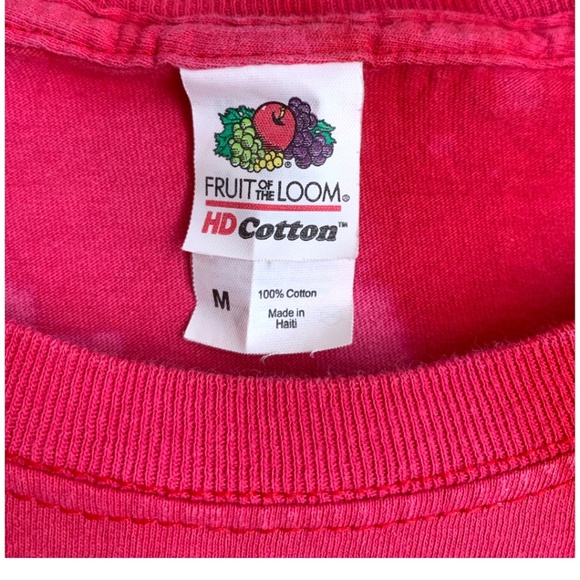 FRUIT OF THE LOOM®
HD Cotton™
M
100% Cotton
Made in
Haiti